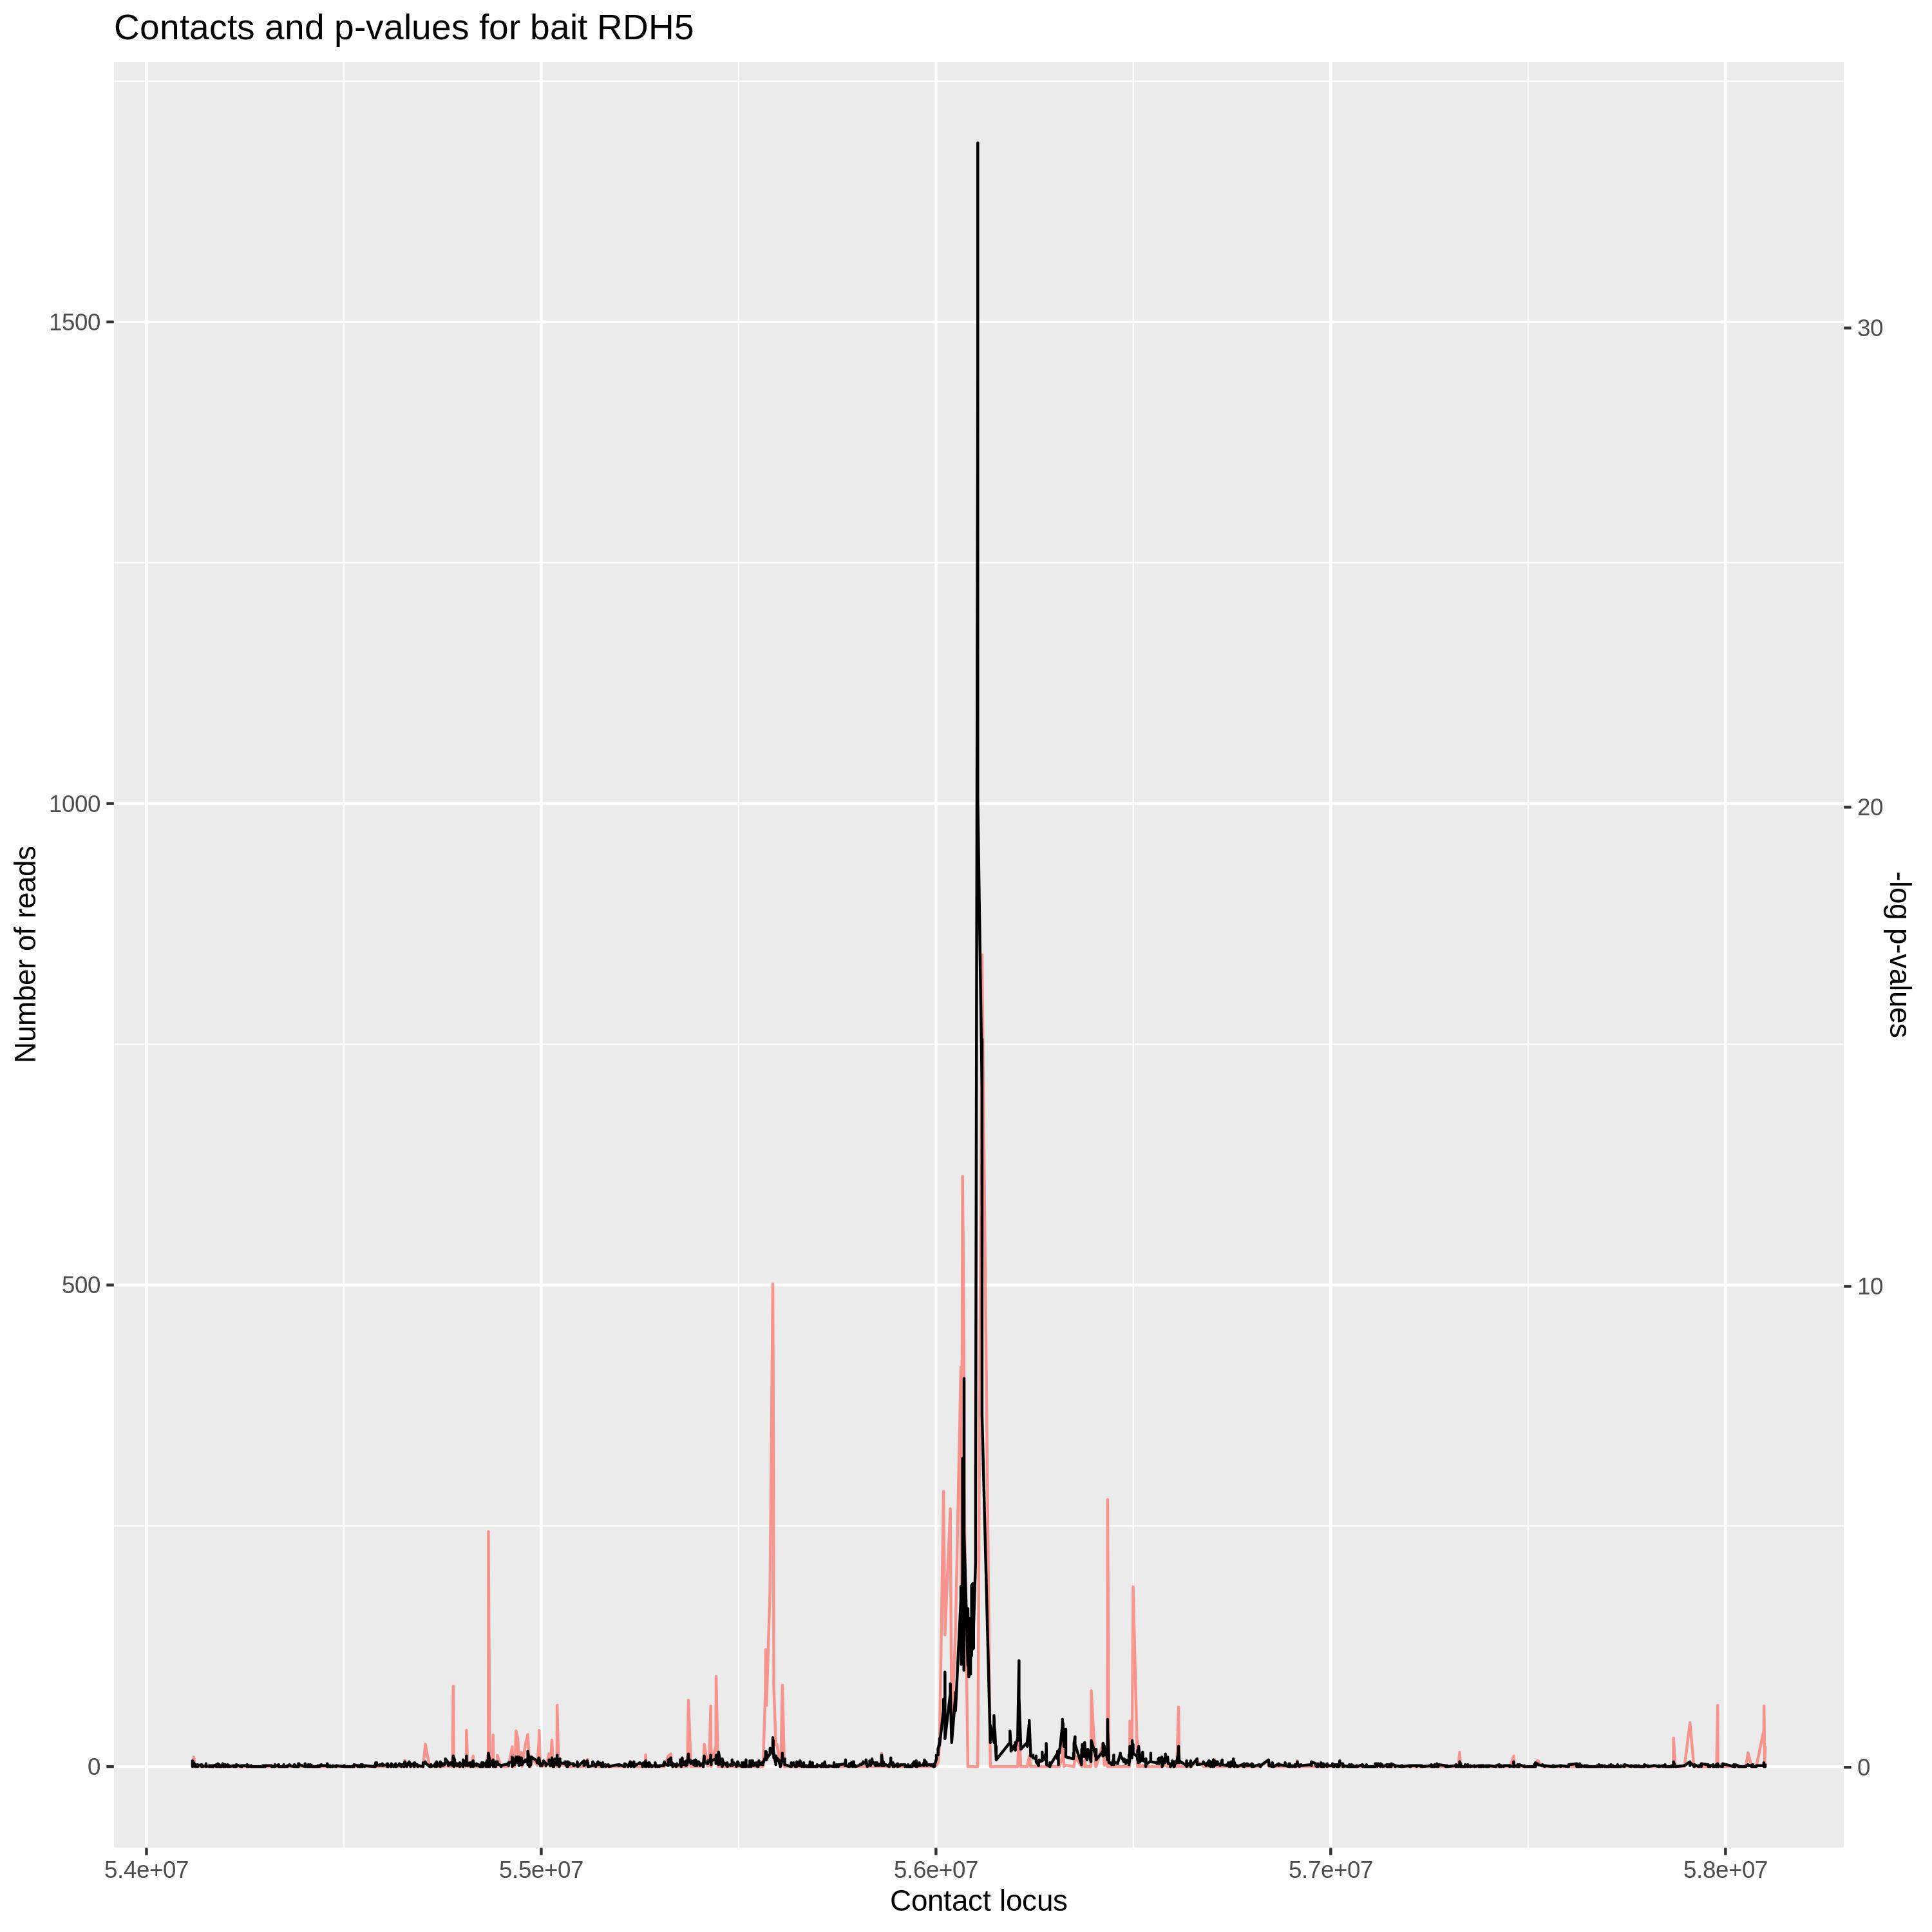 Contacts and p-values for bait RDH5
1500
1000
500
0
Number of reads
30
20
10
0
-log p-values
5.4e+07 5.5e+07 5.6e+07 5.7e+07 5.8e+07
Contact locus